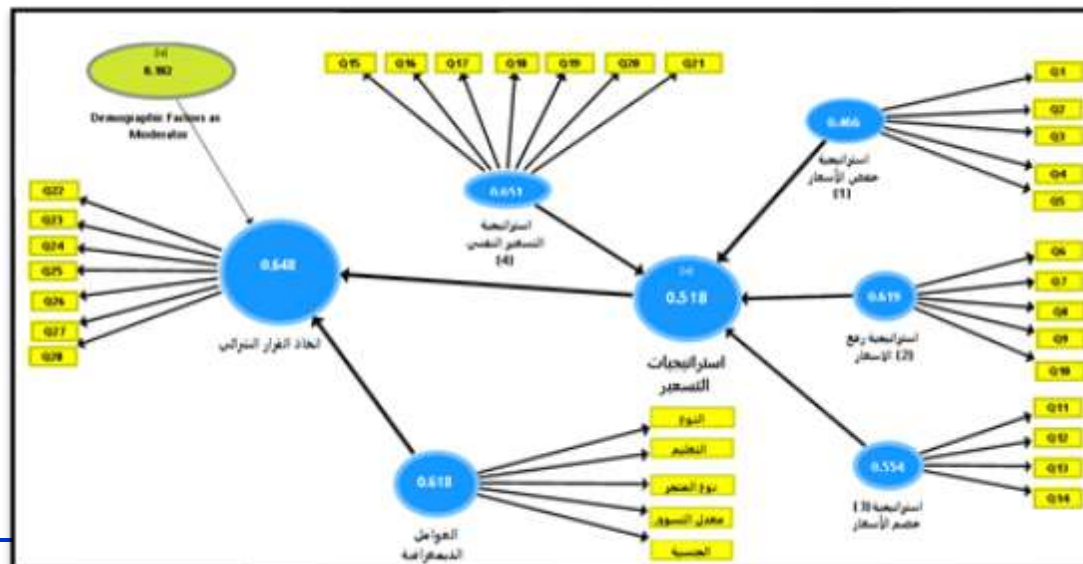 0.102
Demographic Factors as
Moderator
Q15
Q16
Q17
Q18
Q19
Q20
Q21
0.651
استراتيجية
التسعير النفسي
(4)
Q1
Q2
Q3
Q4
Q5
0.466
استراتيجية
خفض الأسعار
(1)
Q22
Q23
Q24
Q25
Q26
Q27
Q28
0.648
اتخاذ القرار الشرائي
0.518
استراتيجيات
التسعير
Q6
Q7
Q8
Q9
Q10
0.619
استراتيجية رفع
الاسعار (2)
Q11
Q12
Q13
Q14
0.554
استراتيجية (3)
خصم الأسعار
0.618
العوامل
الديمغرافية
النوع
التعليم
نوع المتجر
معدل التسوق
الجنسية